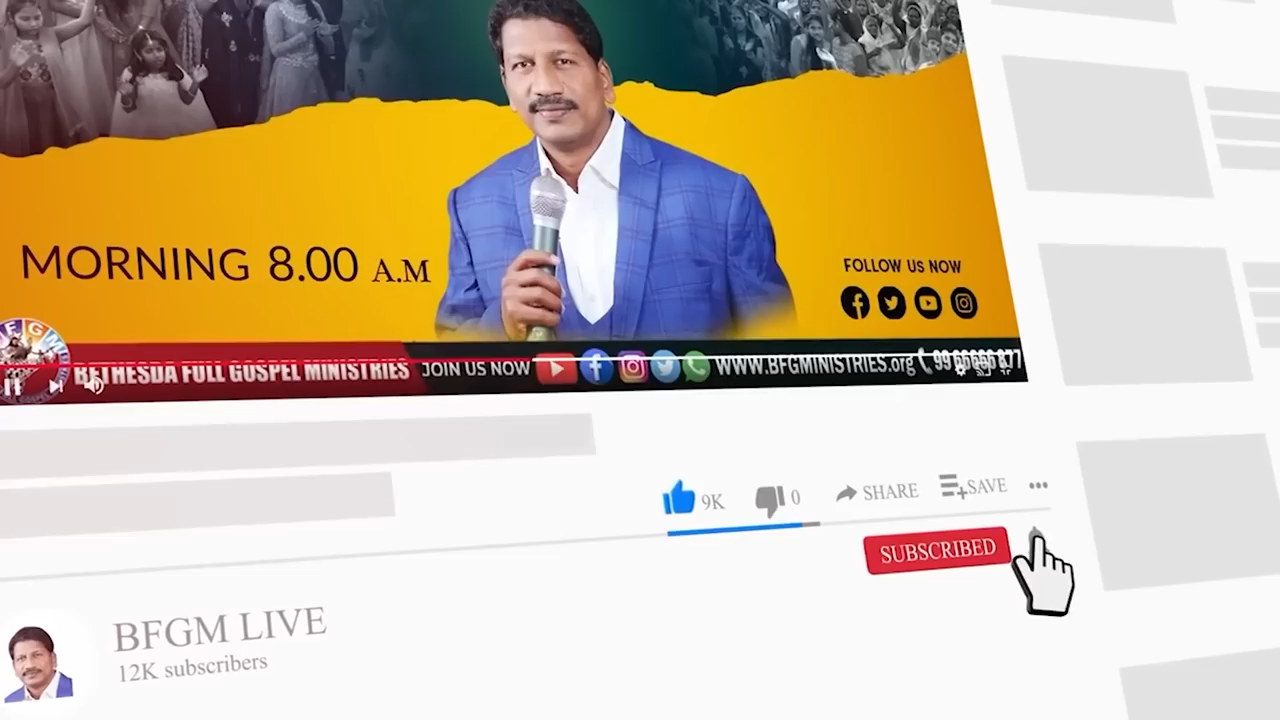 MORNING 8.00 A.M
FOLLOW US NOW
BETHESDA FULL GOSPEL MINISTRIES JOIN US NOW WWW.BFGMINISTRIES.org
9K 0 SHARE SAVE
SUBSCRIBED
BFGM LIVE
12K subscribers